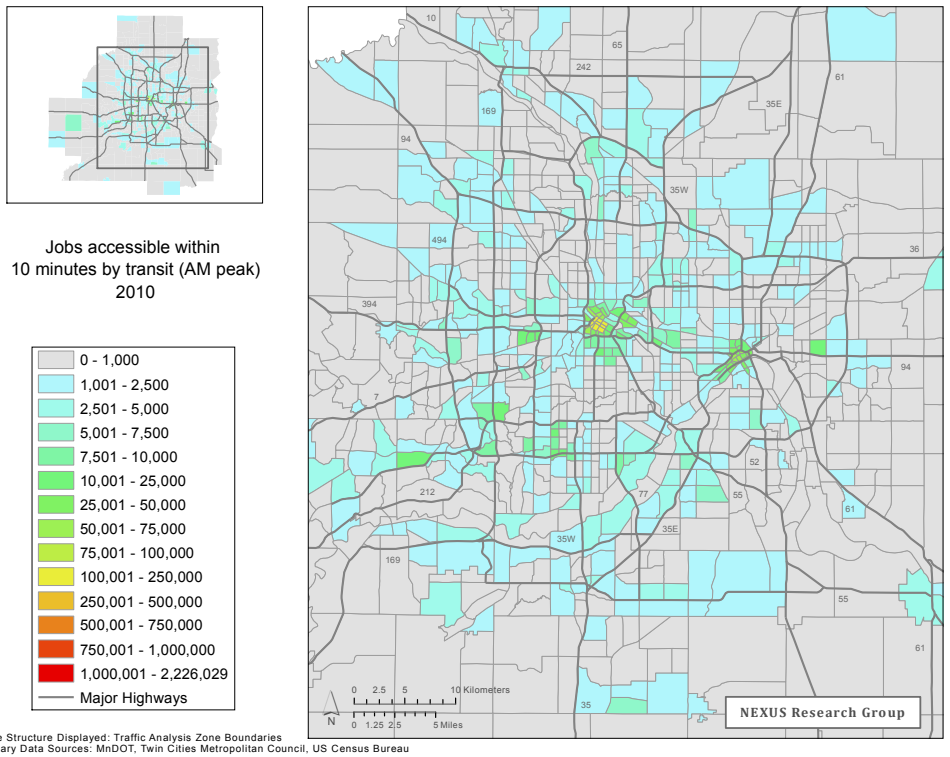 Jobs accessible within
10 minutes by transit (AM peak)
2010
0 - 1,000
1,001 - 2,500
2,501 - 5,000
5,001 - 7,500
7,501 - 10,000
10,001 - 25,000
25,001 - 50,000
50,001 - 75,000
75,001 - 100,000
100,001 - 250,000
250,001 - 500,000
500,001 - 750,000
750,001 - 1,000,000
1,000,001 - 2,226,029
Major Highways
10
65
242
61
35E
169
94
35W
494
36
394
94
7
52
212
77
55
61
35W
35E
169
55
61
35
0 2.5 5 10 Kilometers
0 1.25 2.5 5 Miles
N
NEXUS Research Group
e Structure Displayed: Traffic Analysis Zone Boundaries
ary Data Sources: MnDOT, Twin Cities Metropolitan Council, US Census Bureau